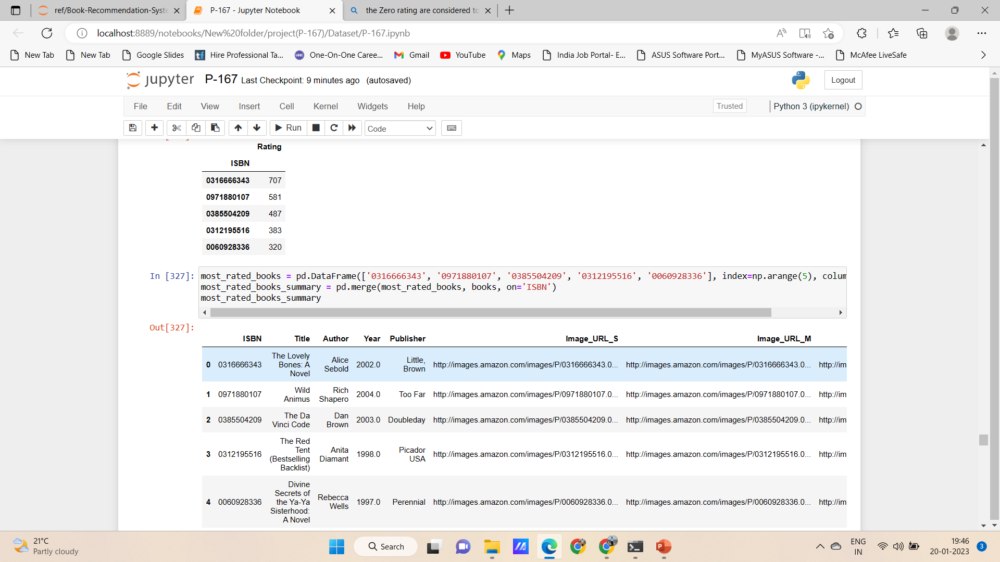 ref/Book-Recommendation-Syste
P-167 - Jupyter Notebook
the Zero rating are considered to
localhost:8889/notebooks/New%20folder/project(P-167)/Dataset/P-167.ipynb
New Tab New Tab Google Slides Hire Professional Ta... One-On-One Caree... Gmail YouTube Maps India Job Portal- E... ASUS Software Port... MyASUS Software -... McAfee LiveSafe
jupyter P-167 Last Checkpoint: 9 minutes ago (autosaved) Logout
File Edit View Insert Cell Kernel Widgets Help Trusted Python 3 (ipykernel)
Run Code
Rating
ISBN
0316666343 707
0971880107 581
0385504209 487
0312195516 383
0060928336 320
In [327]: most_rated_books = pd.DataFrame(['0316666343', '0971880107', '0385504209', '0312195516', '0060928336'], index=np.arange(5), colum
most_rated_books_summary = pd.merge(most_rated_books, books, on='ISBN')
most_rated_books_summary
Out[327]:
ISBN Title Author Year Publisher Image_URL_S Image_URL_M
0 0316666343 The Lovely Bones: A Novel Alice Sebold 2002.0 Little, Brown http://images.amazon.com/images/P/0316666343.0... http://images.amazon.com/images/P/0316666343.0... http://im
1 0971880107 Wild Animus Rich Shapero 2004.0 Too Far http://images.amazon.com/images/P/0971880107.0... http://images.amazon.com/images/P/0971880107.0... http://im
2 0385504209 The Da Vinci Code Dan Brown 2003.0 Doubleday http://images.amazon.com/images/P/0385504209.0... http://images.amazon.com/images/P/0385504209.0... http://im
3 0312195516 The Red Tent (Bestselling Backlist) Anita Diamant 1998.0 Picador USA http://images.amazon.com/images/P/0312195516.0... http://images.amazon.com/images/P/0312195516.0... http://im
4 0060928336 Divine Secrets of the Ya-Ya Sisterhood: A Novel Rebecca Wells 1997.0 Perennial http://images.amazon.com/images/P/0060928336.0... http://images.amazon.com/images/P/0060928336.0... http://im
21°C
Partly cloudy
Search
ENG
IN
19:46
20-01-2023
3